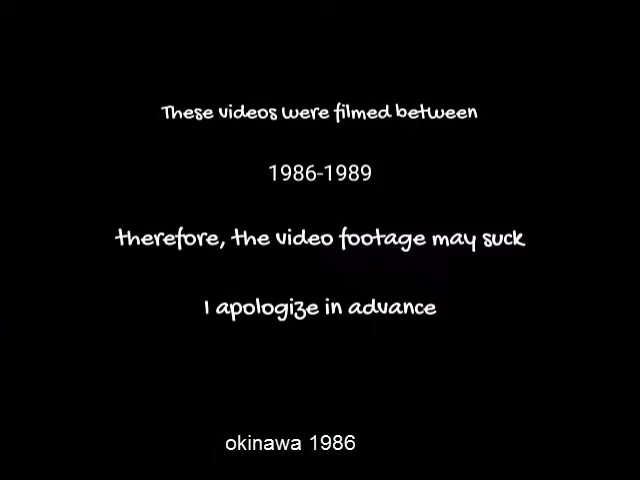 These videos were filmed between
1986-1989
therefore, the video footage may suck
I apologize in advance
okinawa 1986